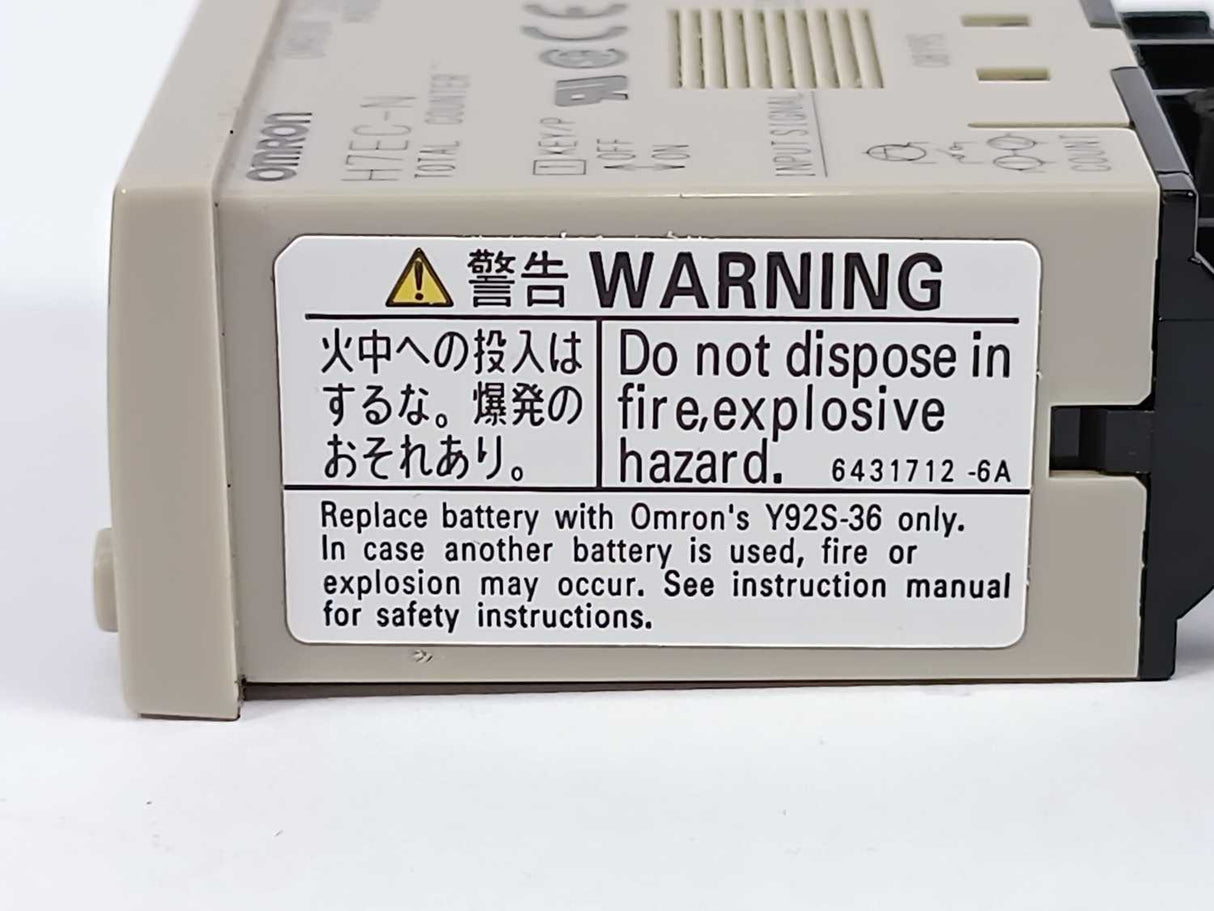 omron
H7EC-N
TOTAL COUNTER
KEY/P
OFF
ON
INPUT SIGNAL
COUNT
警告 WARNING
火中への投入は
するな。爆発の
おそれあり。
Do not dispose in
fire,explosive
hazard.
6431712 -6A
Replace battery with Omron's Y92S-36 only.
In case another battery is used, fire or
explosion may occur. See instruction manual
for safety instructions.